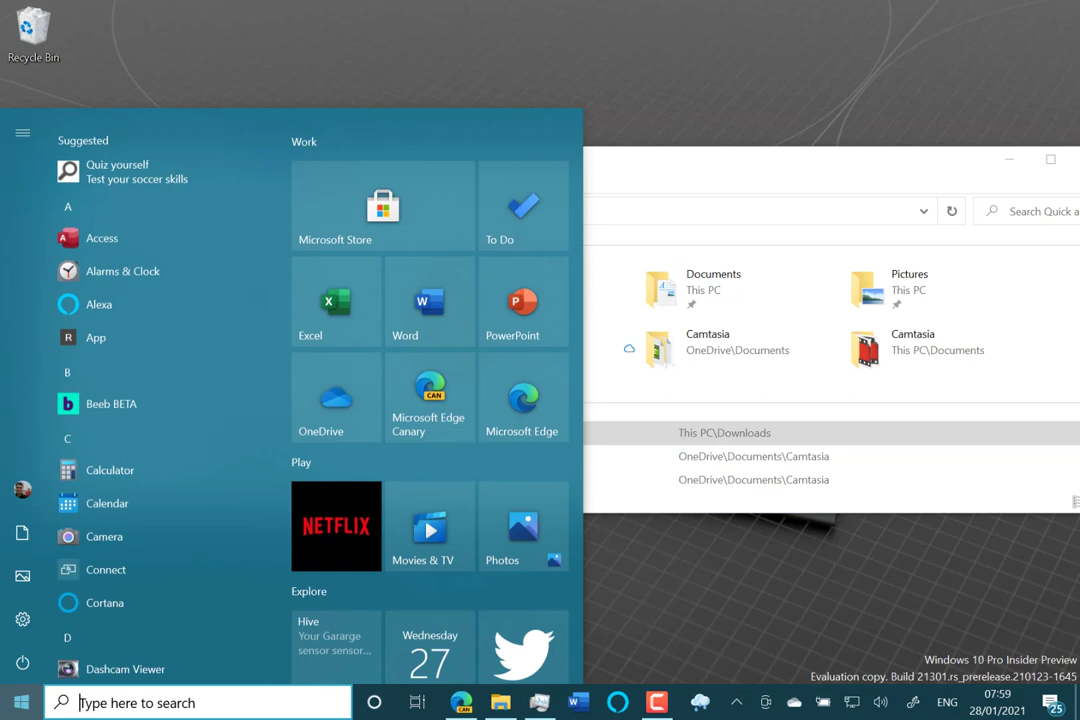 Recycle Bin
Suggested
Quiz yourself
Test your soccer skills
A
Access
Alarms & Clock
Alexa
R
App
B
b
Beeb BETA
C
Calculator
Calendar
Camera
Connect
Cortana
D
Dashcam Viewer
Work
Microsoft Store
To Do
X
Excel
W
Word
P
PowerPoint
OneDrive
CAN
Microsoft Edge
Canary
Microsoft Edge
Play
NETFLIX
Movies & TV
Photos
Explore
Hive
Your Gararge
sensor sensor...
Wednesday
27
Search Quick a
Documents
This PC
Pictures
This PC
Camtasia
OneDrive\Documents
Camtasia
This PC\Documents
This PC\Downloads
OneDrive\Documents\Camtasia
OneDrive\Documents\Camtasia
Windows 10 Pro Insider Preview
Evaluation copy. Build 21301.rs_prerelease.210123-1645
Type here to search
CAN
W
C
ENG
07:59
28/01/2021
25